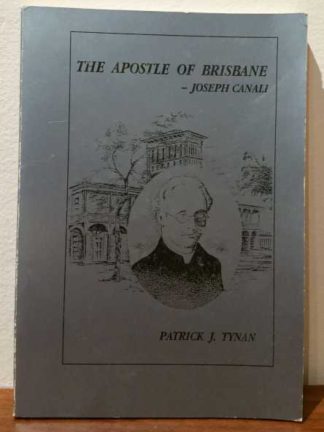 THE APOSTLE OF BRISBANE
– JOSEPH CANALI
PATRICK J. TYNAN